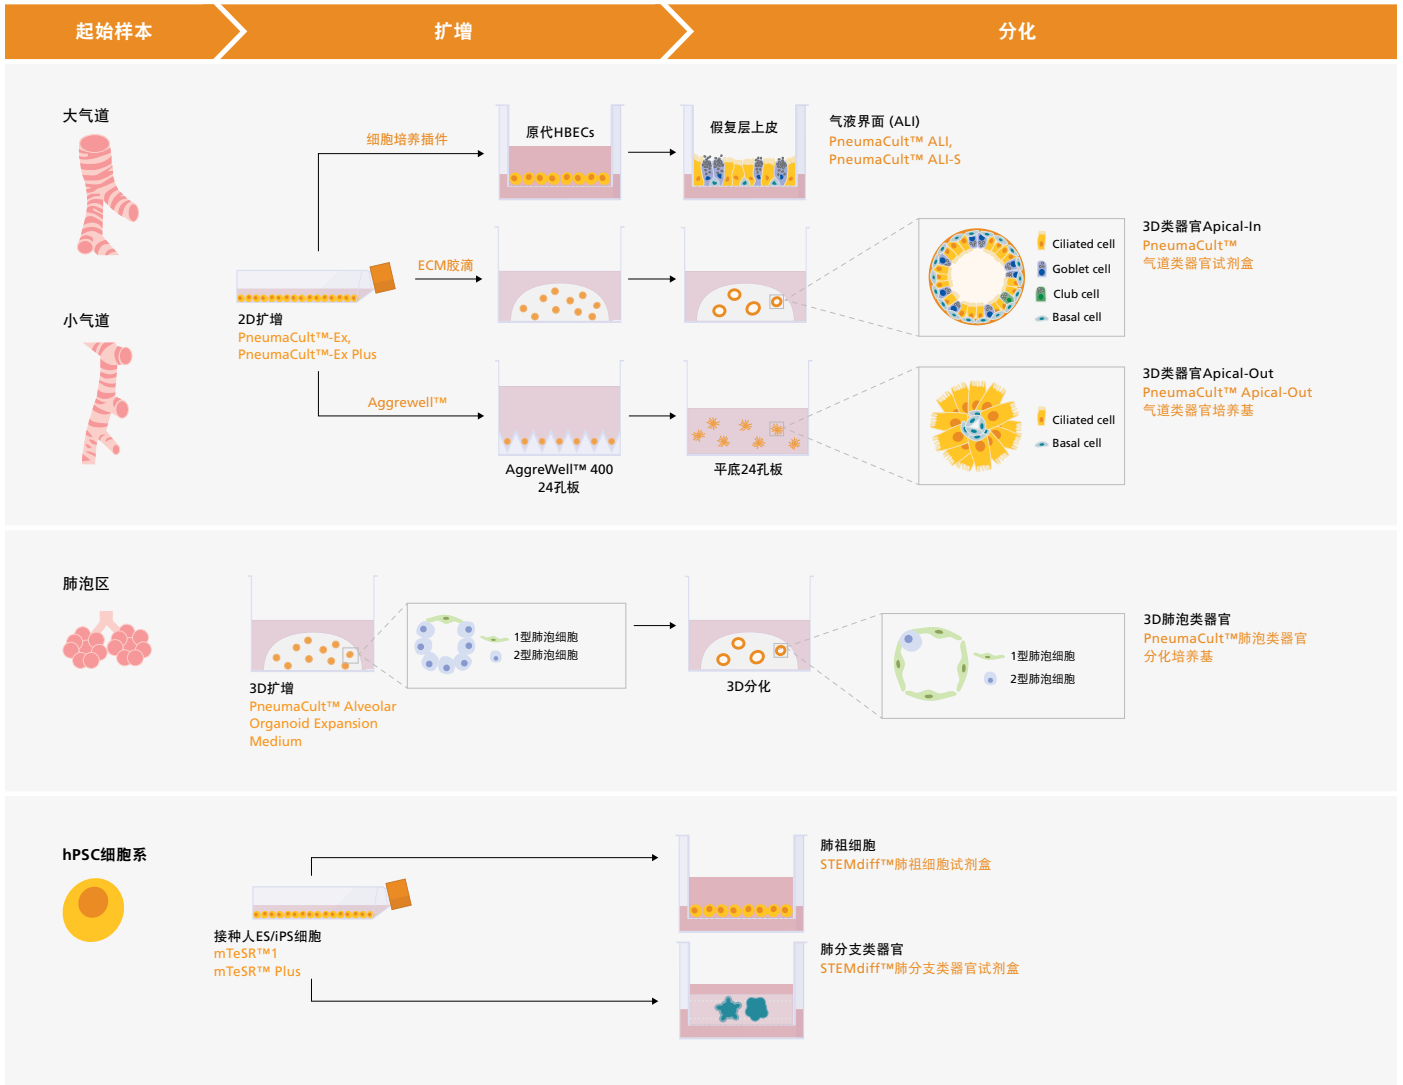 起始样本
扩增
分化
大气道
细胞培养插件
原代HBECs
假复层上皮
气液界面 (ALI)
PneumaCult™ ALI,
PneumaCult™ ALI-S
ECM胶滴
Ciliated cell
Goblet cell
Club cell
Basal cell
3D类器官Apical-In
PneumaCult™
气道类器官试剂盒
小气道
2D扩增
PneumaCult™-Ex,
PneumaCult™-Ex Plus
Aggrewell™
AggreWell™ 400
24孔板
平底24孔板
Ciliated cell
Basal cell
3D类器官Apical-Out
PneumaCult™ Apical-Out
气道类器官培养基
肺泡区
3D扩增
PneumaCult™ Alveolar
Organoid Expansion
Medium
1型肺泡细胞
2型肺泡细胞
3D分化
1型肺泡细胞
2型肺泡细胞
3D肺泡类器官
PneumaCult™肺泡类器官
分化培养基
hPSC细胞系
接种人ES/iPS细胞
mTeSR™1
mTeSR™ Plus
肺祖细胞
STEMdiff™肺祖细胞试剂盒
肺分支类器官
STEMdiff™肺分支类器官试剂盒